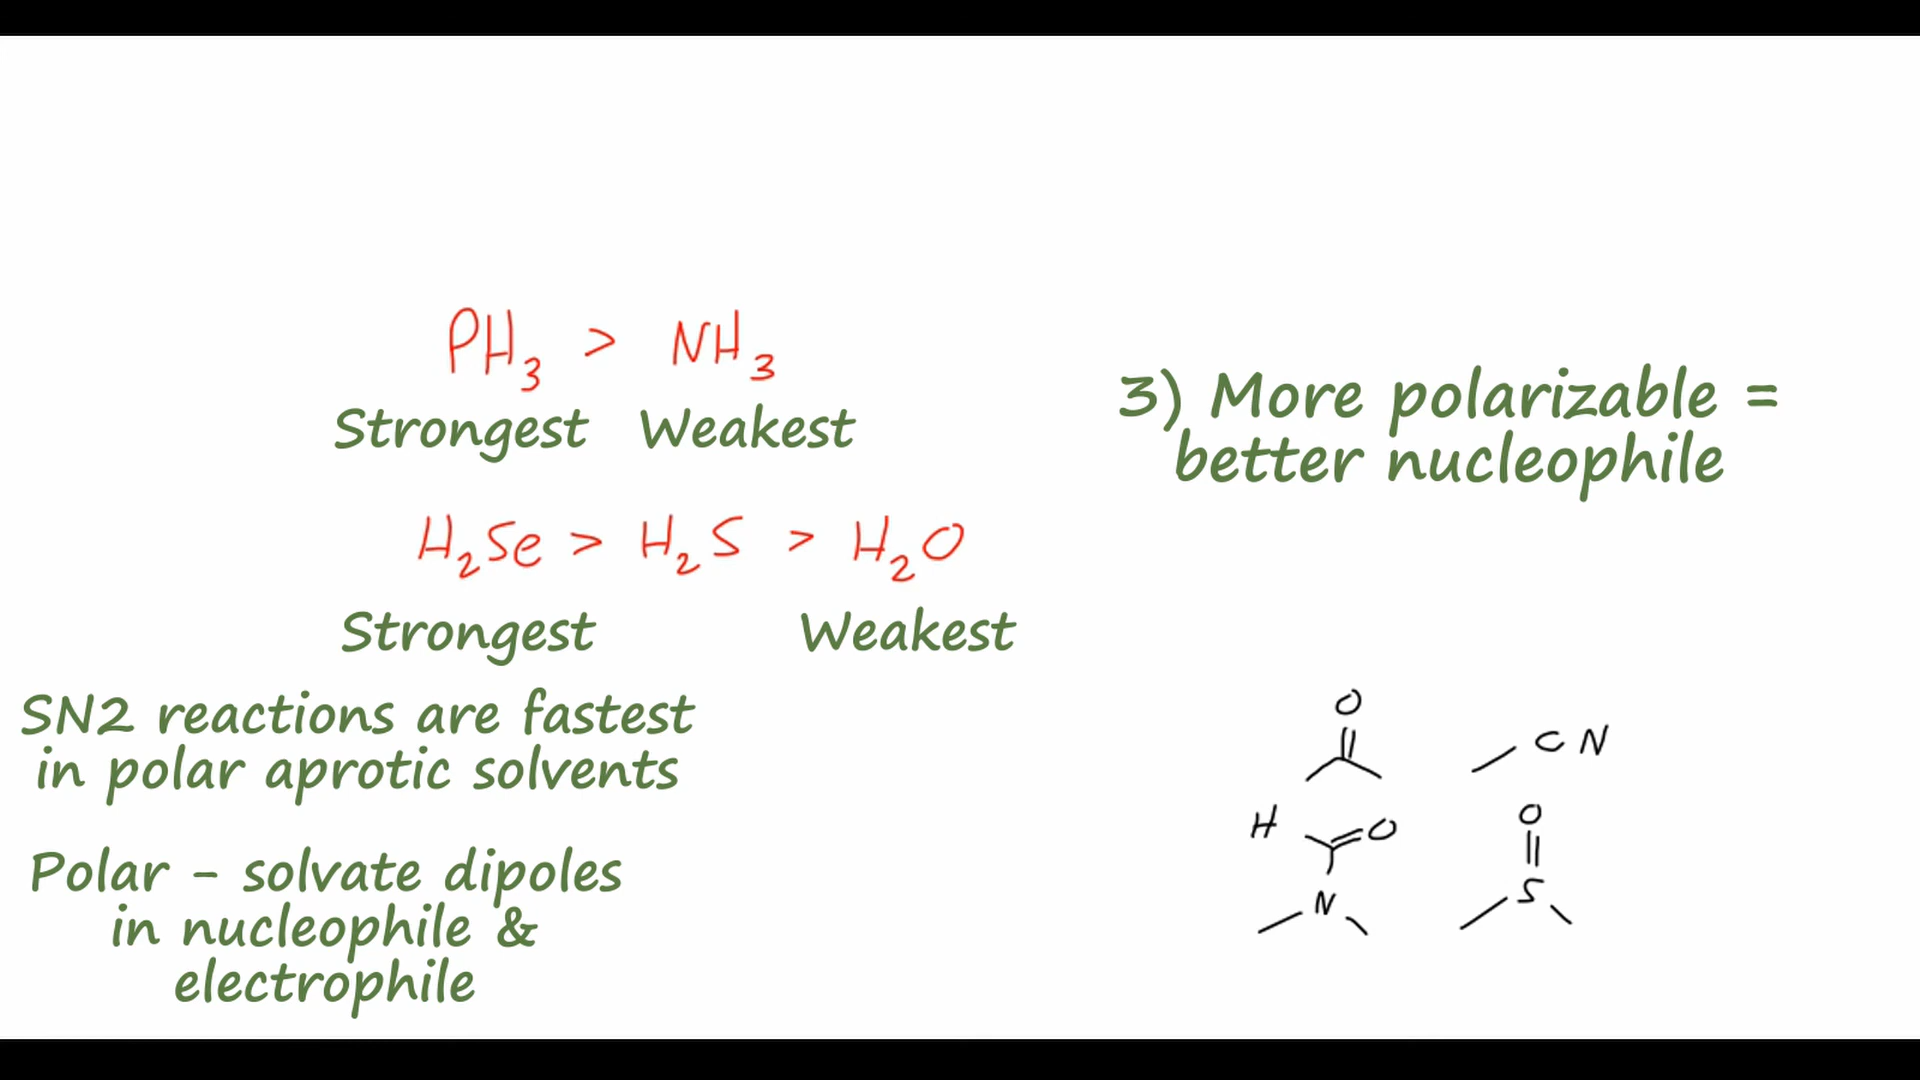 PH3 > NH3
Strongest Weakest
H2Se > H2S > H2O
Strongest Weakest
SN2 reactions are fastest
in polar aprotic solvents
Polar - solvate dipoles
in nucleophile &
electrophile
3) More polarizable =
better nucleophile
O
CN
H
O
N
O
S